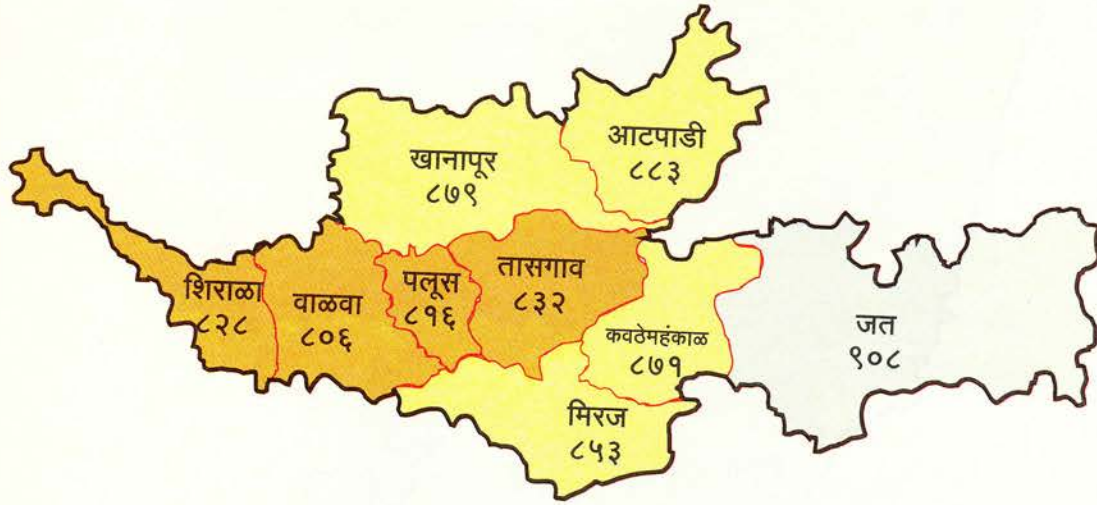 आटपाडी
८८३
खानापूर
८७९
शिराळा
८२८
वाळवा
८०६
पलूस
८१६
तासगाव
८३२
कवठेमहंकाळ
८७१
जत
९०८
मिरज
८५३